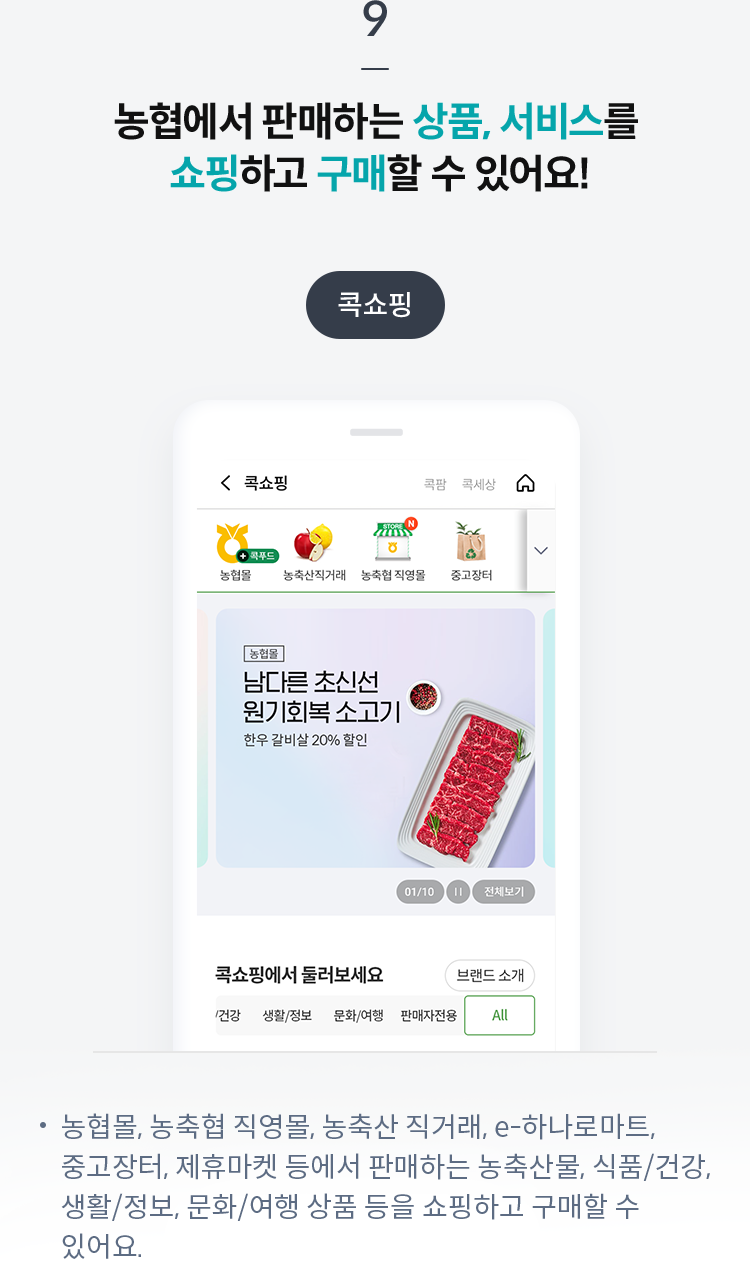 9
농협에서 판매하는 상품, 서비스를
쇼핑하고 구매할 수 있어요!
콕쇼핑
콕쇼핑
콕팜 콕세상
STORE N
+ 콕푸드
농협몰 농축산직거래 농축협 직영몰 중고장터
농협몰
남다른 초신선
원기회복 소고기
한우 갈비살 20% 할인
01/10 전체보기
콕쇼핑에서 둘러보세요 브랜드 소개
/건강 생활/정보 문화/여행 판매자전용 All
• 농협몰, 농축협 직영몰, 농축산 직거래, e-하나로마트,
중고장터, 제휴마켓 등에서 판매하는 농축산물, 식품/건강,
생활/정보, 문화/여행 상품 등을 쇼핑하고 구매할 수
있어요.